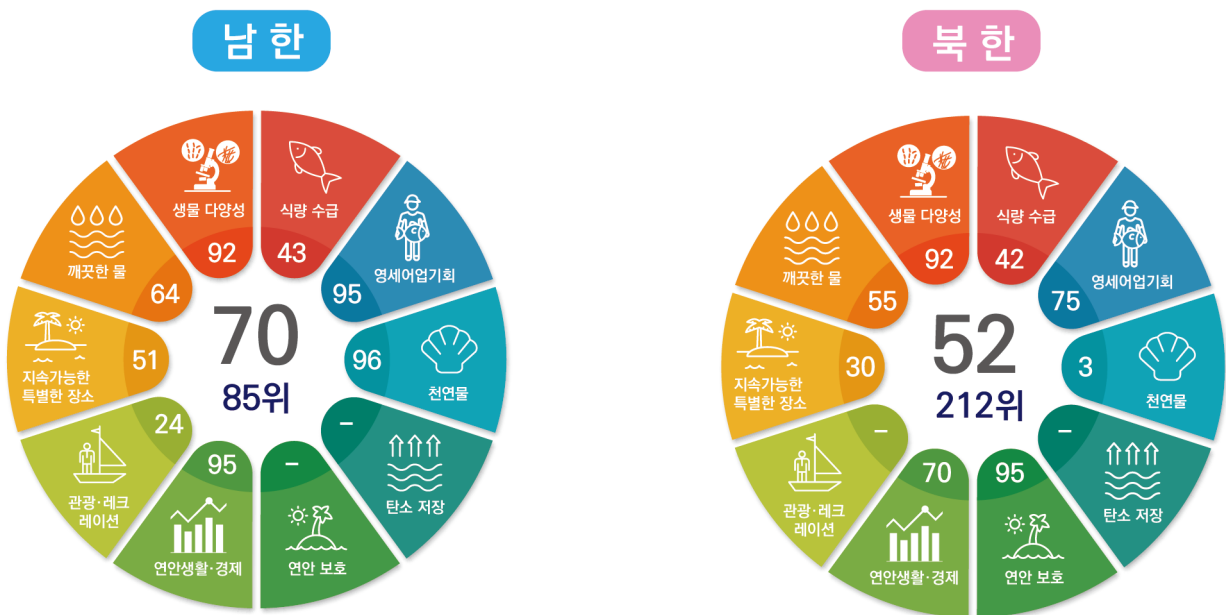 남 한
생물 다양성
92
식량 수급
43
영세어업기회
95
천연물
96
탄소 저장
-
연안 보호
-
연안생활·경제
95
관광·레크
레이션
24
지속가능한
특별한 장소
51
깨끗한 물
64
70
85위
북 한
생물 다양성
92
식량 수급
42
영세어업기회
75
천연물
3
탄소 저장
-
연안 보호
95
연안생활·경제
70
관광·레크
레이션
-
지속가능한
특별한 장소
30
깨끗한 물
55
52
212위